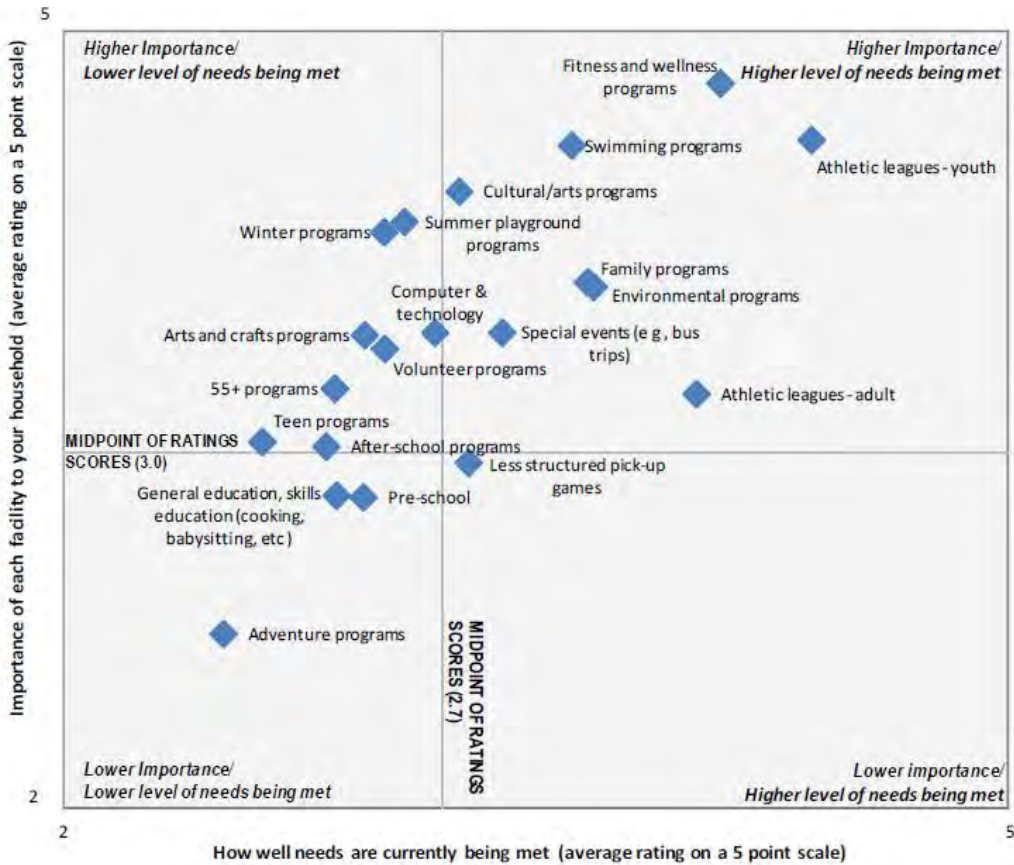 5
Importance of each facility to your household (average rating on a 5 point scale)
Higher Importance/
Lower level of needs being met
Higher Importance/
Higher level of needs being met
Fitness and wellness
programs
Swimming programs
Athletic leagues - youth
Cultural/arts programs
Winter programs
Summer playground
programs
Family programs
Environmental programs
Computer &
technology
Arts and crafts programs
Special events (e g , bus
trips)
Volunteer programs
55+ programs
Athletic leagues - adult
Teen programs
MIDPOINT OF RATINGS
SCORES (3.0)
After-school programs
Less structured pick-up
games
General education, skills
education (cooking,
babysitting, etc )
Pre-school
Adventure programs
MIDPOINT OF RATINGS
SCORES (2.7)
Lower Importance/
Lower level of needs being met
Lower importance/
Higher level of needs being met
2
2
5
How well needs are currently being met (average rating on a 5 point scale)